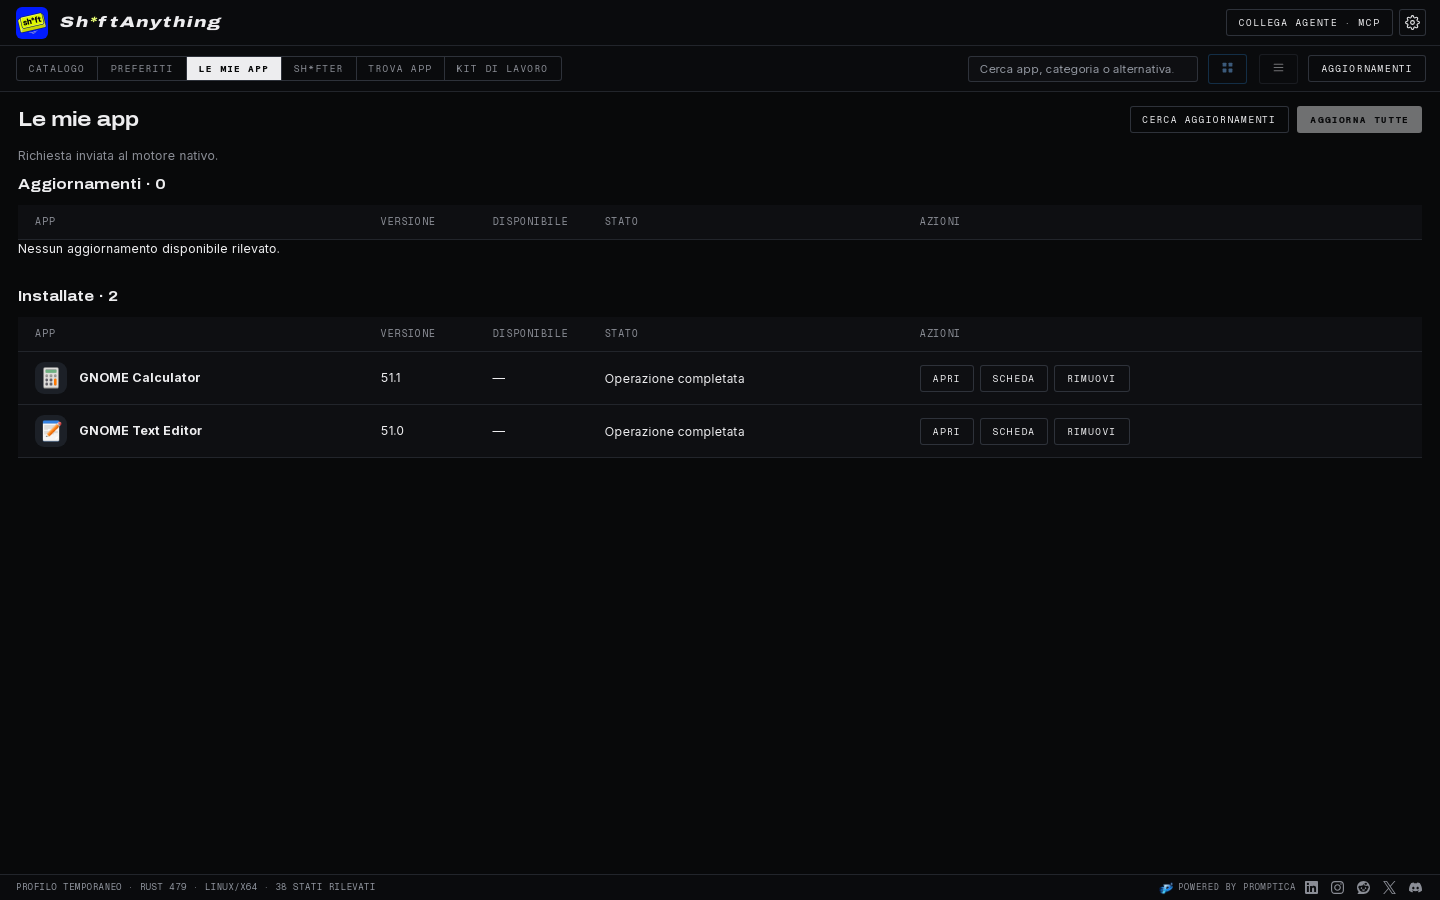 sh*ft
Sh*ftAnything
COLLEGA AGENTE · MCP
CATALOGO
PREFERITI
LE MIE APP
SH*FTER
TROVA APP
KIT DI LAVORO
Cerca app, categoria o alternativa.
AGGIORNAMENTI
Le mie app
CERCA AGGIORNAMENTI
AGGIORNA TUTTE
Richiesta inviata al motore nativo.
Aggiornamenti · 0
APP VERSIONE DISPONIBILE STATO AZIONI
Nessun aggiornamento disponibile rilevato.
Installate · 2
APP VERSIONE DISPONIBILE STATO AZIONI
GNOME Calculator 51.1 — Operazione completata APRI SCHEDA RIMUOVI
GNOME Text Editor 51.0 — Operazione completata APRI SCHEDA RIMUOVI
PROFILO TEMPORANEO · RUST 479 · LINUX/X64 · 38 STATI RILEVATI
POWERED BY PROMPTICA